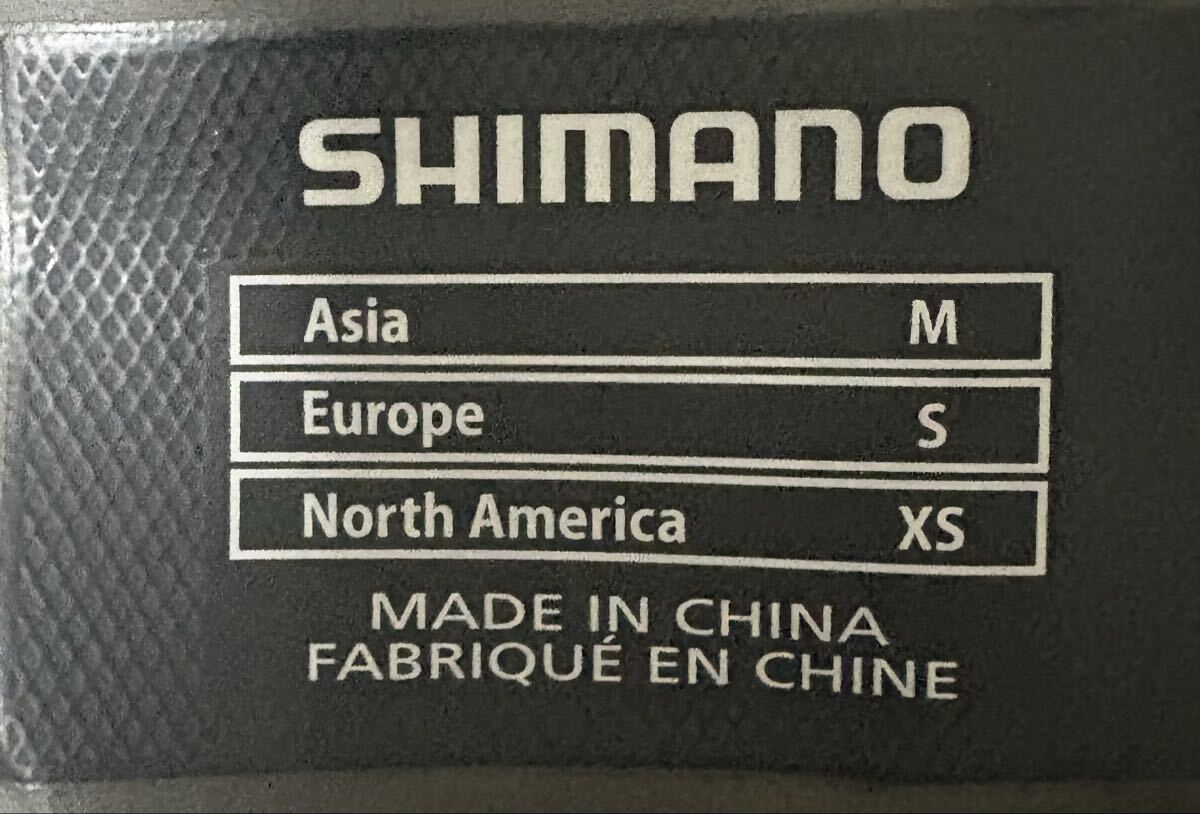 SHIMANO
Asia M
Europe S
North America XS
MADE IN CHINA
FABRIQUÉ EN CHINE